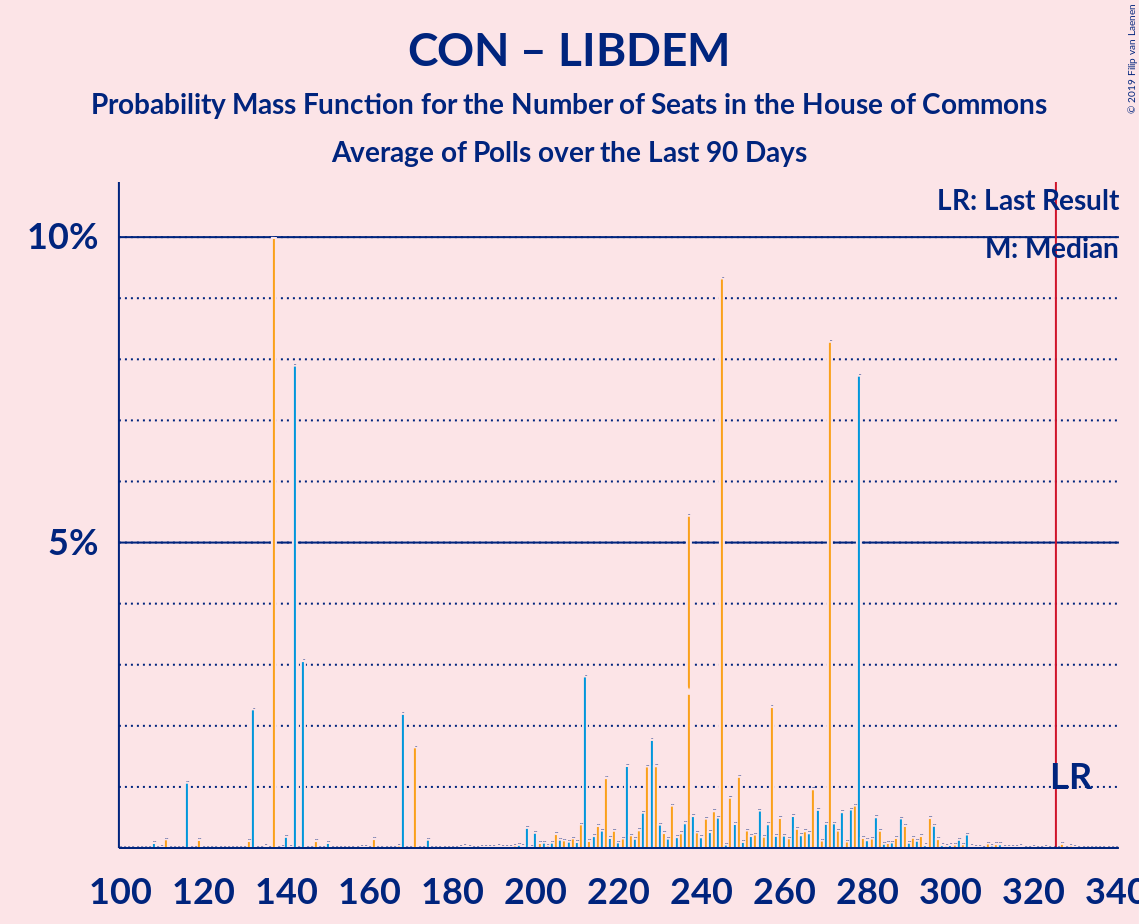 CON – LIBDEM
Probability Mass Function for the Number of Seats in the House of Commons
Average of Polls over the Last 90 Days
© 2019 Filip van Laenen
LR: Last Result
M: Median
10%
5%
LR
100 120 140 160 180 200 220 240 260 280 300 320 340